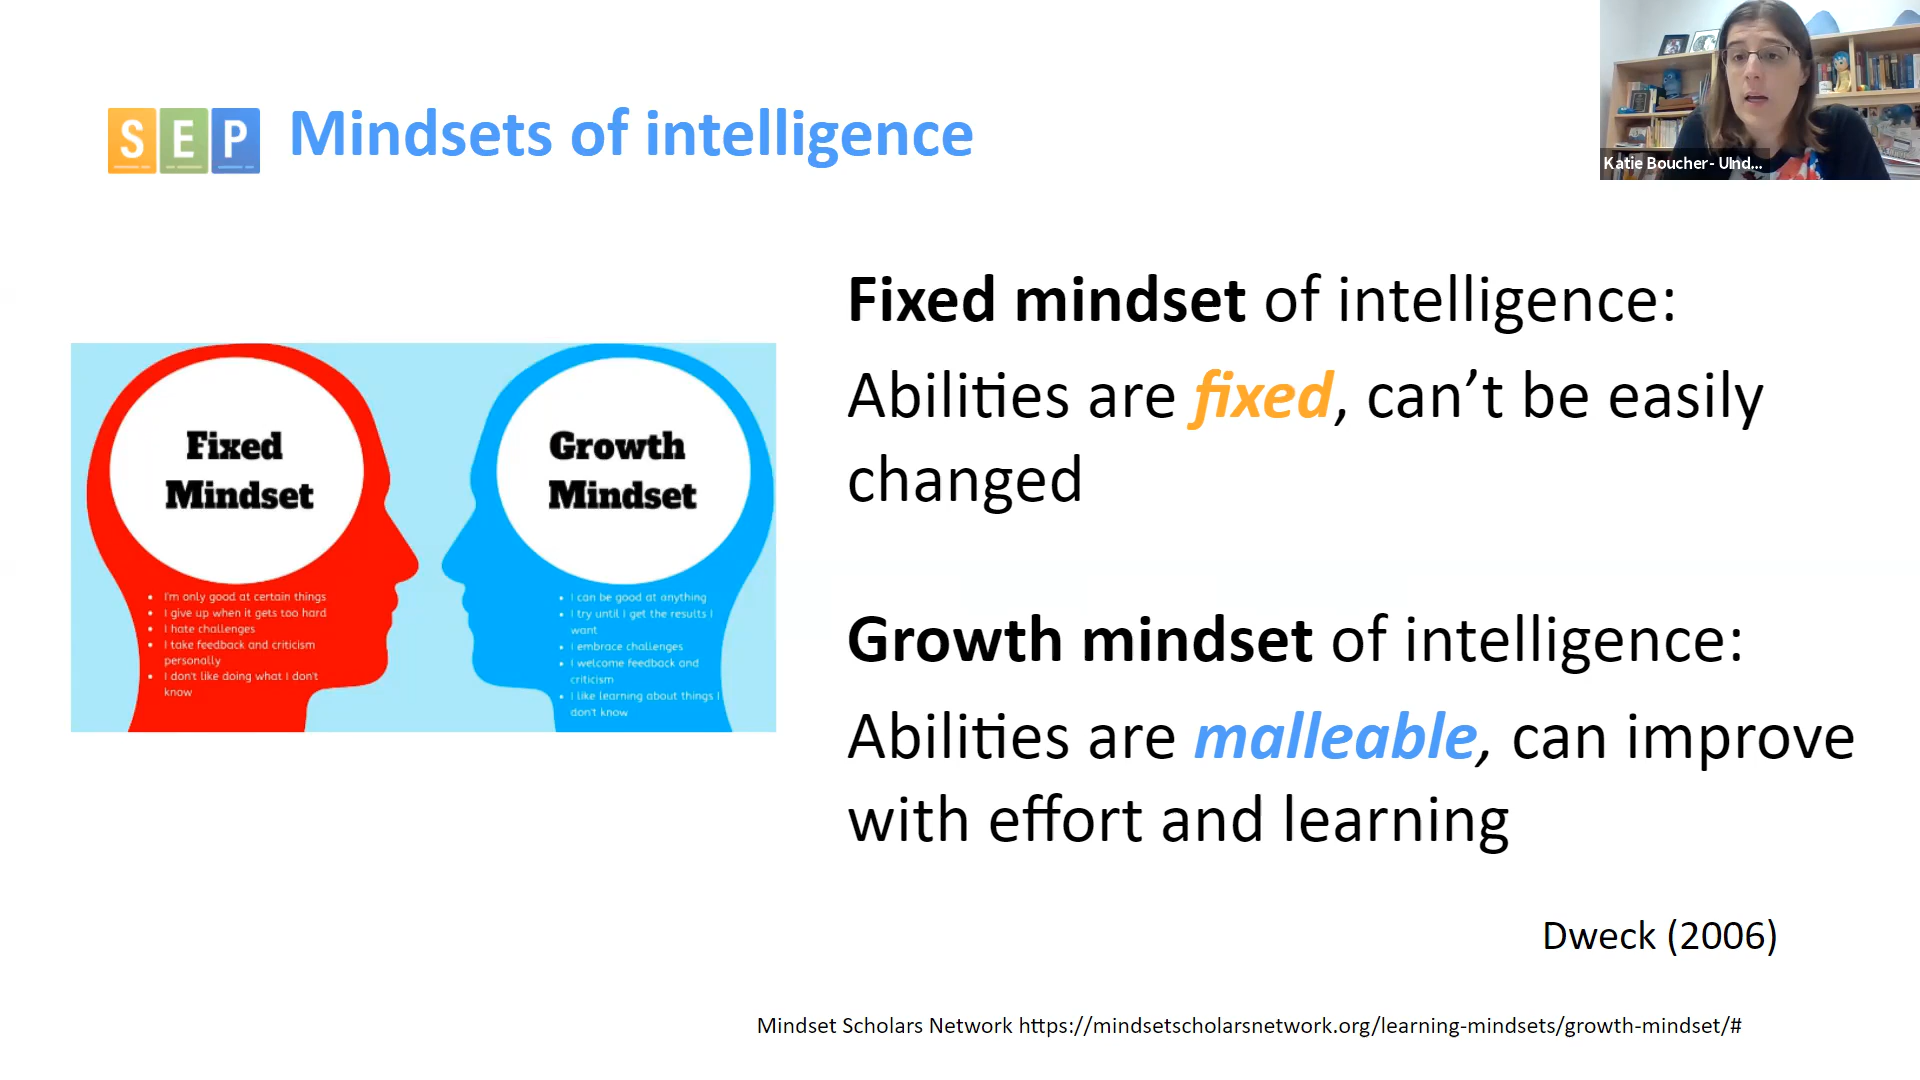 Katie Boucher- UInd...
SEP Mindsets of intelligence
Fixed
Mindset
I'm only good at certain things
I give up when it gets too hard
I hate challenges
I take feedback and criticism
personally
I don't like doing what I don't
know
Growth
Mindset
I can be good at anything
I try until I get the results I
want
I embrace challenges
I welcome feedback and
criticism
I like learning about things I
don't know
Fixed mindset of intelligence:
Abilities are fixed, can’t be easily
changed
Growth mindset of intelligence:
Abilities are malleable, can improve
with effort and learning
Dweck (2006)
Mindset Scholars Network https://mindsetscholarsnetwork.org/learning-mindsets/growth-mindset/#